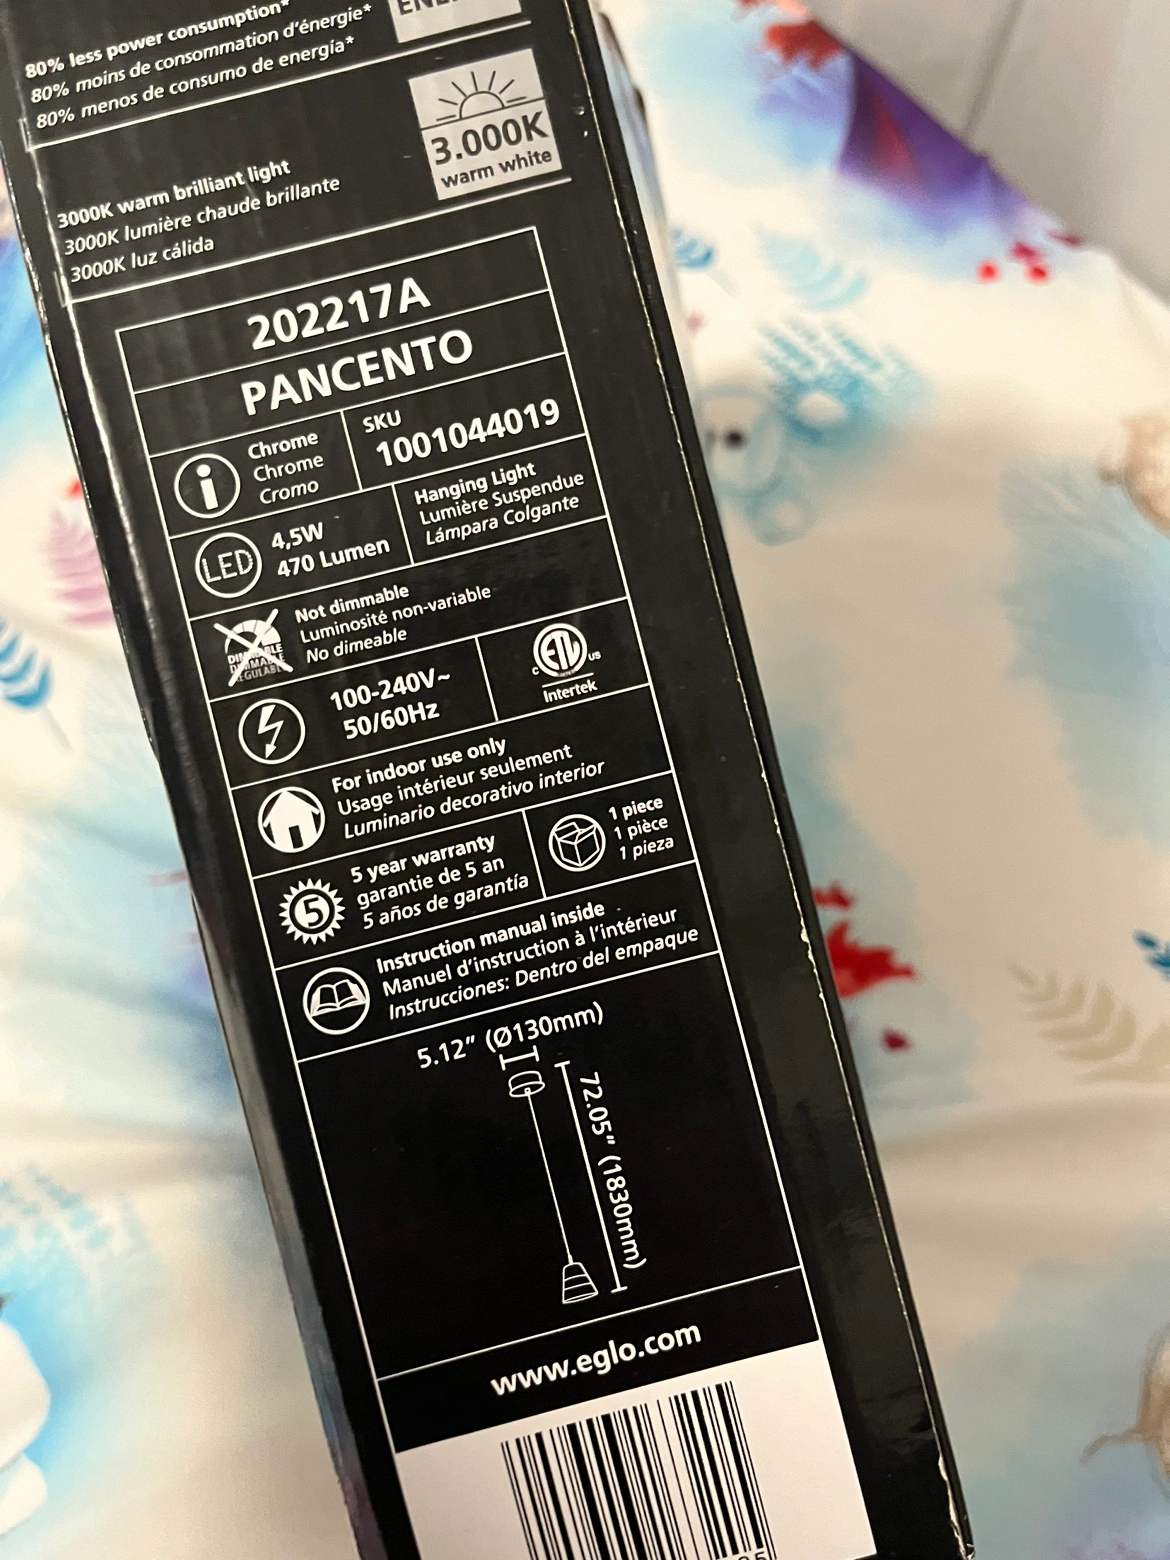 80% less power consumption*
80% moins de consommation d'énergie*
80% menos de consumo de energía*
3.000K
warm white
3000K warm brilliant light
3000K lumière chaude brillante
3000K luz cálida
202217A
PANCENTO
Chrome
Chrome
Cromo
SKU
1001044019
LED
4,5W
470 Lumen
Hanging Light
Lumière Suspendue
Lámpara Colgante
Not dimmable
Luminosité non-variable
No dimeable
100-240V~
50/60Hz
C ETL US
Intertek
For indoor use only
Usage intérieur seulement
Luminario decorativo interior
5
5 year warranty
garantie de 5 an
5 años de garantía
1 piece
1 pièce
1 pieza
Instruction manual inside
Manuel d'instruction à l'intérieur
Instrucciones: Dentro del empaque
5.12" (Ø130mm)
72.05" (1830mm)
www.eglo.com